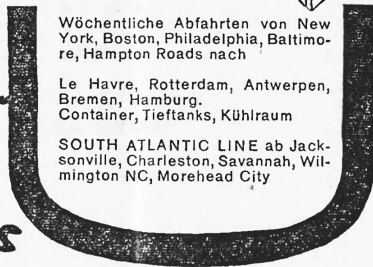 Wöchentliche Abfahrten von New
York, Boston, Philadelphia, Baltimo-
re, Hampton Roads nach
Le Havre, Rotterdam, Antwerpen,
Bremen, Hamburg.
Container, Tieftanks, Kühlraum
SOUTH ATLANTIC LINE ab Jack-
sonville, Charleston, Savannah, Wil-
mington NC, Morehead City